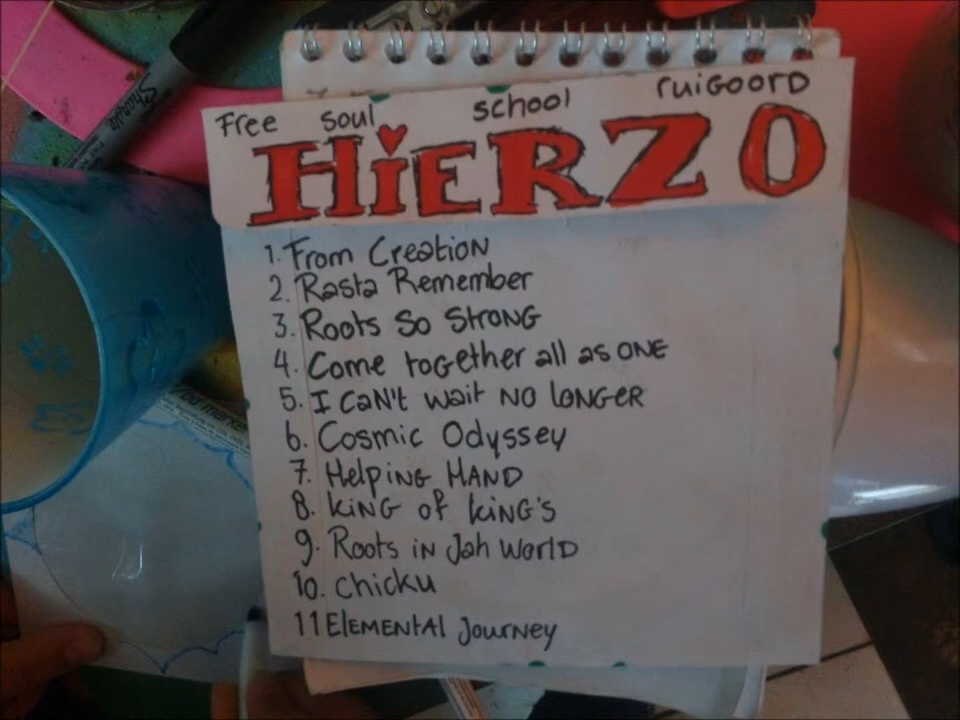 Free soul school ruigoord
HiERZO
1. From Creation
2. Rasta Remember
3. Roots So Strong
4. Come together all as ONE
5. I CAN't wait NO LONGER
6. Cosmic Odyssey
7. Helping HAND
8. KiNG of KiNG's
9. Roots in Jah World
10. Chicku
11 ELEMENTAL Journey
Sharpie